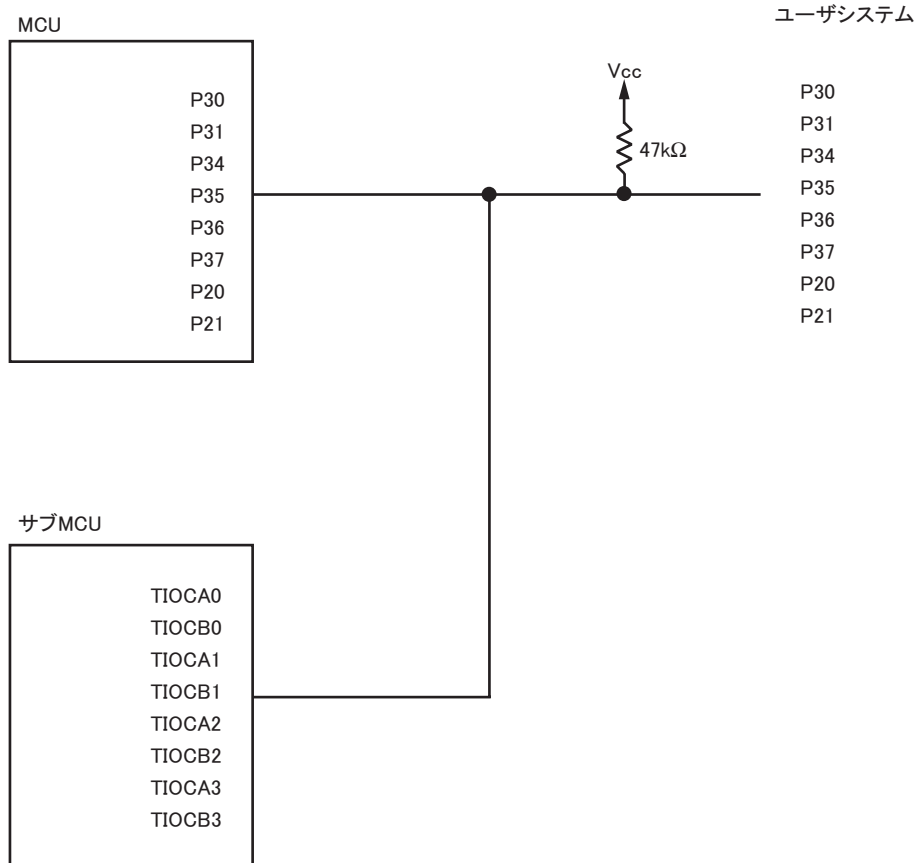 MCU
P30
P31
P34
P35
P36
P37
P20
P21
Vcc
47kΩ
ユーザシステム
P30
P31
P34
P35
P36
P37
P20
P21
サブMCU
TIOCA0
TIOCB0
TIOCA1
TIOCB1
TIOCA2
TIOCB2
TIOCA3
TIOCB3